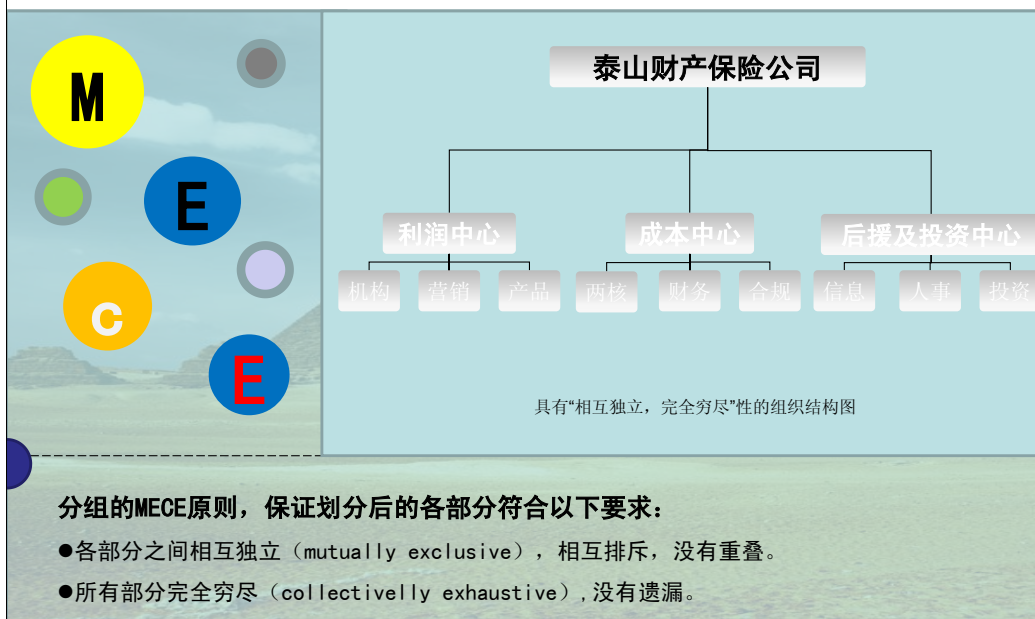 M
E
C
E
泰山财产保险公司
利润中心 成本中心 后援及投资中心
机构 营销 产品 两核 财务 合规 信息 人事 投资
具有“相互独立，完全穷尽”性的组织结构图
分组的MECE原则，保证划分后的各部分符合以下要求：
●各部分之间相互独立（mutually exclusive），相互排斥，没有重叠。
●所有部分完全穷尽（collectivelly exhaustive）,没有遗漏。